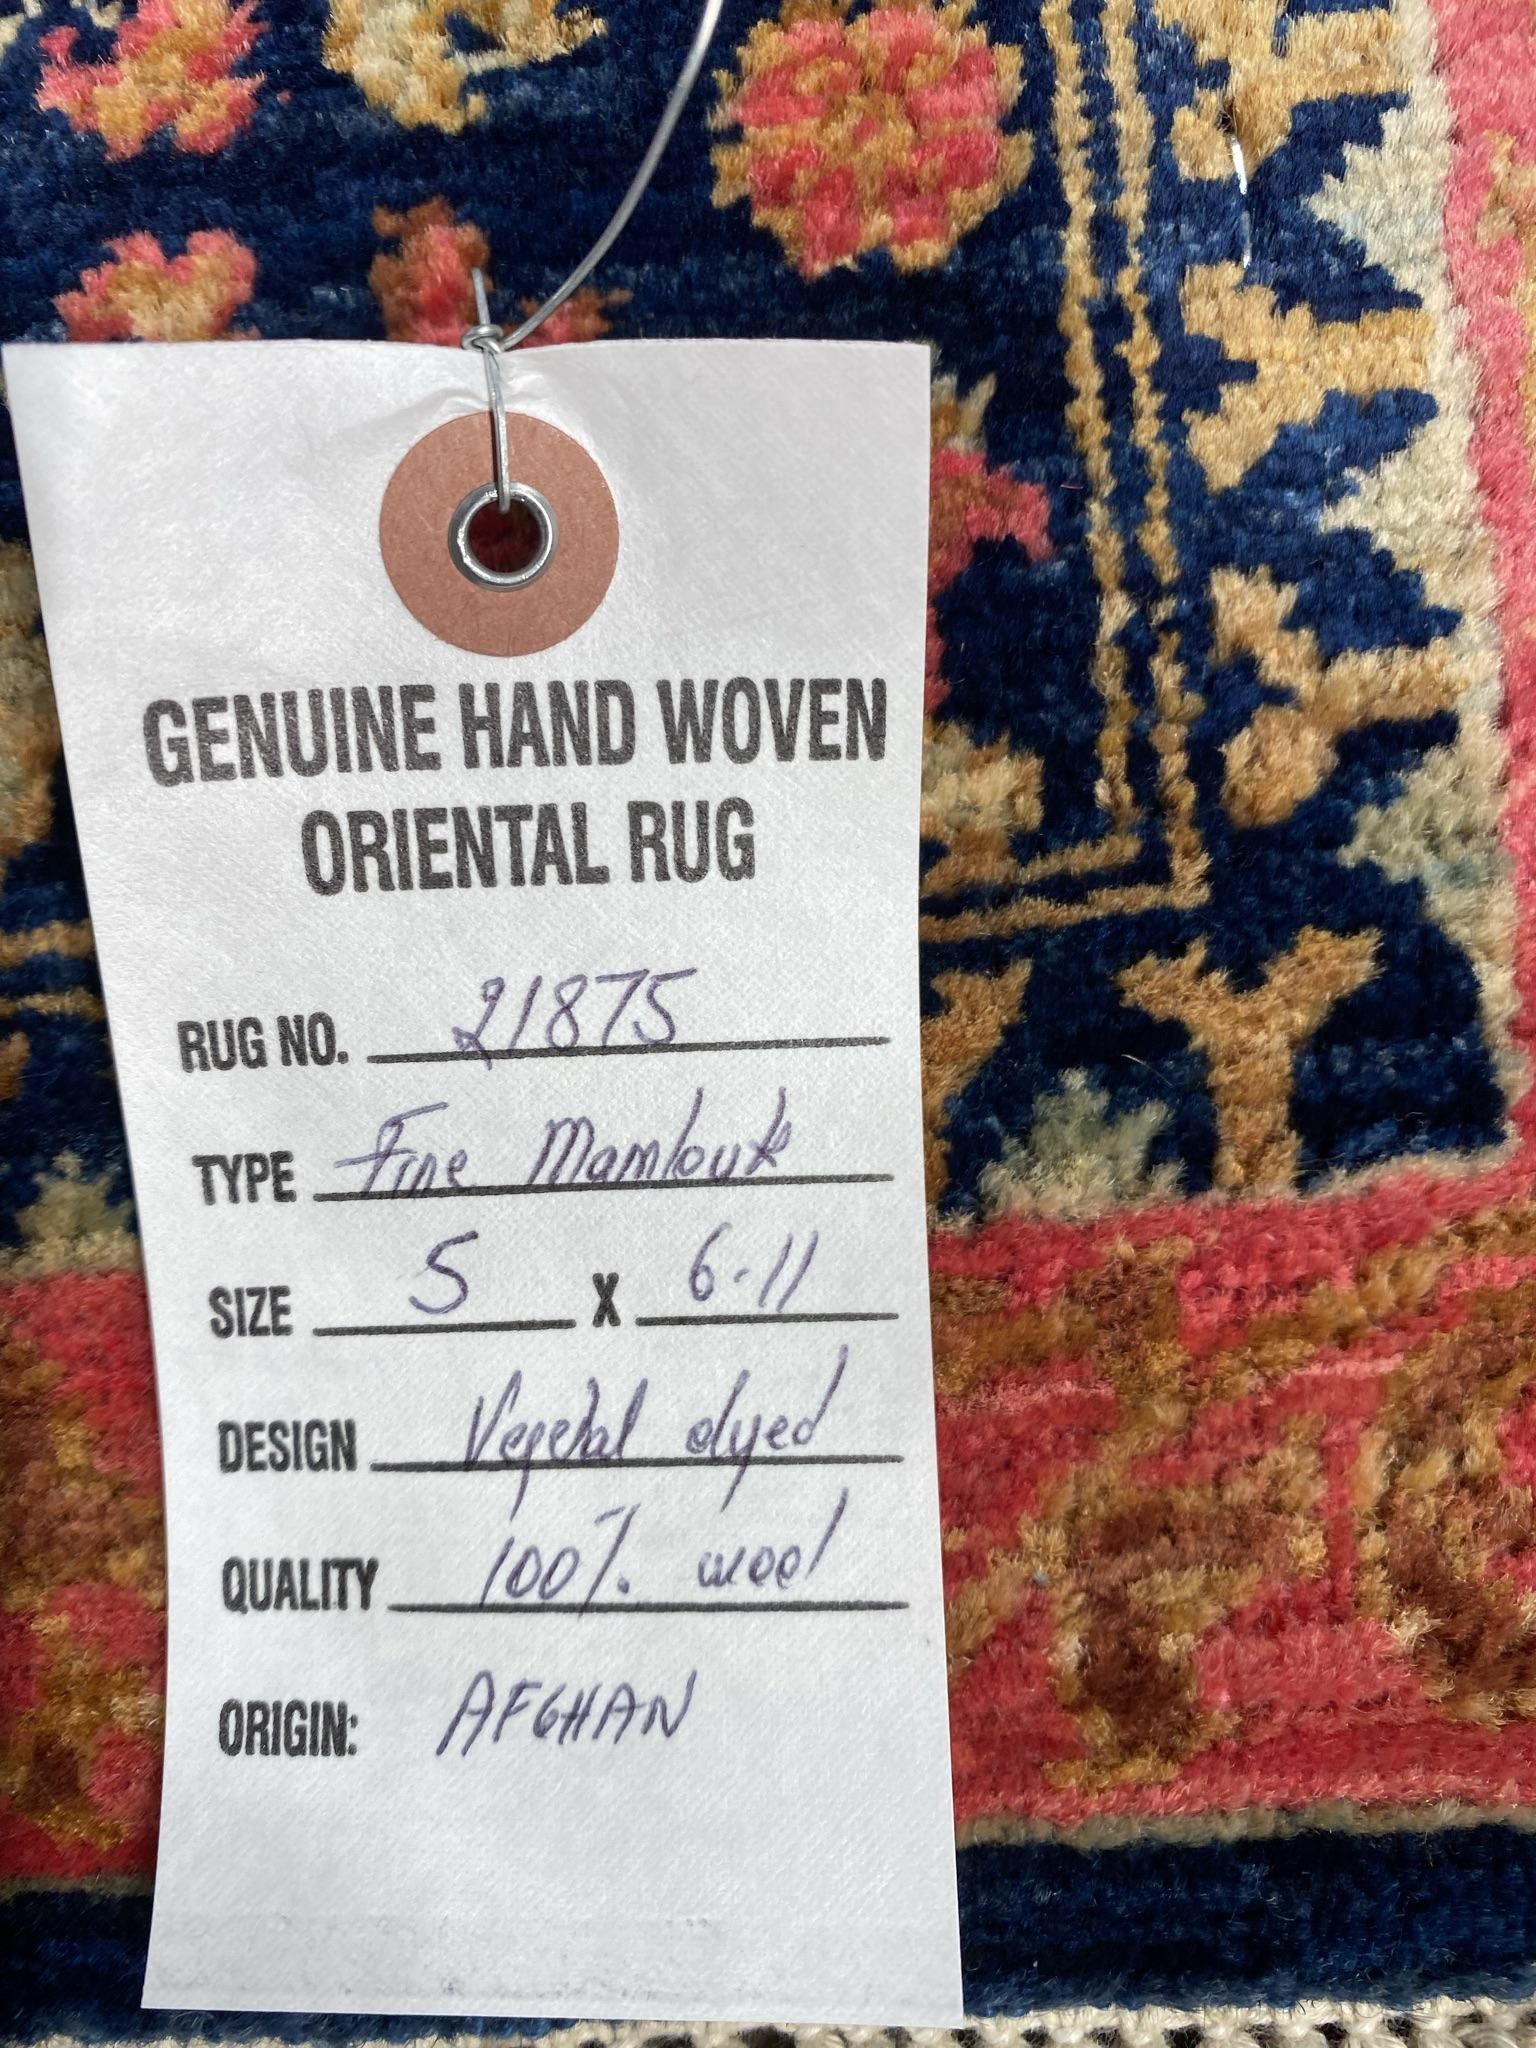 GENUINE HAND WOVEN
ORIENTAL RUG
RUG NO. 21875
TYPE Fine Mamlouk
SIZE 5 X 6-11
DESIGN Vegetal dyed
QUALITY 100% wool
ORIGIN: AFGHAN